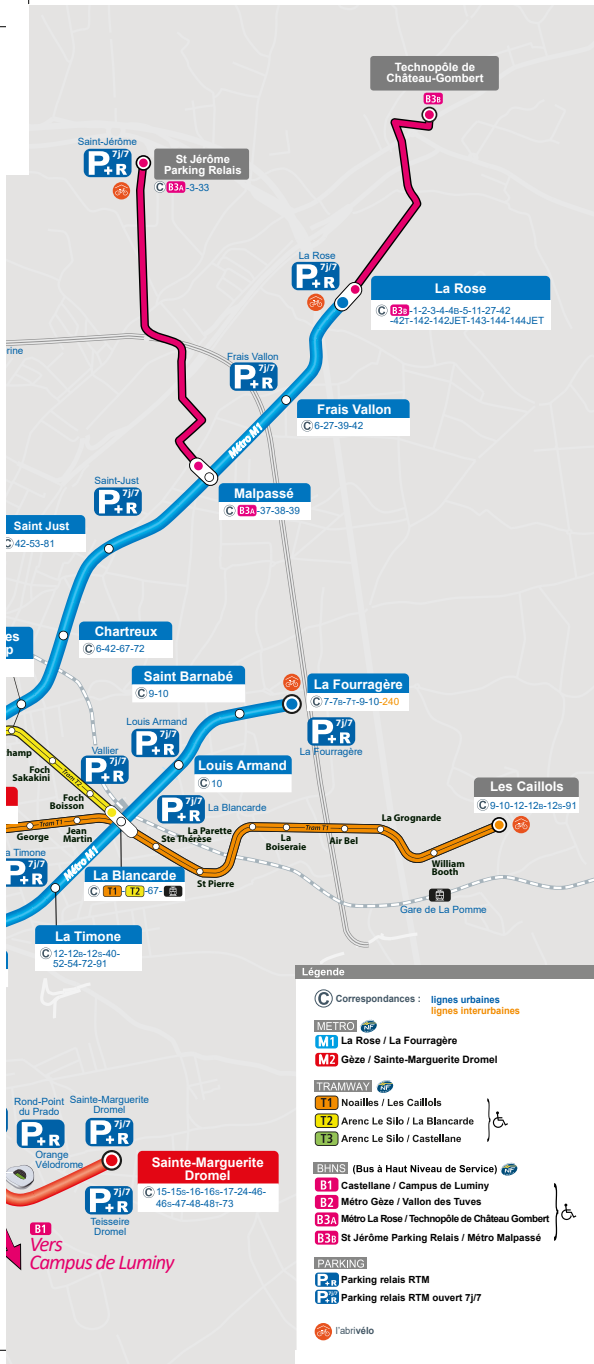 Technopôle de
Château-Gombert
B3B
Saint-Jérôme
P+R 7j/7
St Jérôme
Parking Relais
C B3A-3-33
La Rose
P+R 7j/7
La Rose
C B3B-1-2-3-4-4B-5-11-27-42
-42T-142-142JET-143-144-144JET
rine
Frais Vallon
P+R 7j/7
Frais Vallon
C 6-27-39-42
Métro M1
Malpassé
C B3A-37-38-39
Saint-Just
P+R 7j/7
Saint Just
C 42-53-81
Chartreux
C 6-42-67-72
es
p
Saint Barnabé
C 9-10
La Fourragère
C 7-7B-7T-9-10-240
P+R 7j/7
La Fourragère
Louis Armand
P+R 7j/7
Louis Armand
C 10
Vallier
P+R 7j/7
champ
Foch
Sakakini
Tram T2
Foch
Boisson
P+R 7j/7
La Blancarde
Les Caillols
C 9-10-12-12B-12S-91
Tram T1
George
Jean
Martin
Ste Thérèse
La Parette
St Pierre
La
Boiseraie
Tram T1
Air Bel
La Grognarde
William
Booth
Gare de La Pomme
La Blancarde
C T1-T2-67-
a Timone
P+R 7j/7
Métro M1
La Timone
C 12-12B-12S-40-
52-54-72-91
Rond-Point
du Prado
P+R
Orange
Vélodrome
Sainte-Marguerite
Dromel
P+R 7j/7
Sainte-Marguerite
Dromel
C 15-15S-16-16S-17-24-46-
46S-47-48-48T-73
P+R 7j/7
Teisseire
Dromel
B1
Vers
Campus de Luminy
Légende
C Correspondances : lignes urbaines
lignes interurbaines
METRO NF
M1 La Rose / La Fourragère
M2 Gèze / Sainte-Marguerite Dromel
TRAMWAY NF
T1 Noailles / Les Caillols
T2 Arenc Le Silo / La Blancarde
T3 Arenc Le Silo / Castellane
BHNS (Bus à Haut Niveau de Service) NF
B1 Castellane / Campus de Luminy
B2 Métro Gèze / Vallon des Tuves
B3A Métro La Rose / Technopôle de Château Gombert
B3B St Jérôme Parking Relais / Métro Malpassé
PARKING
P+R Parking relais RTM
P+R 7j/7 Parking relais RTM ouvert 7j/7
l'abrivélo